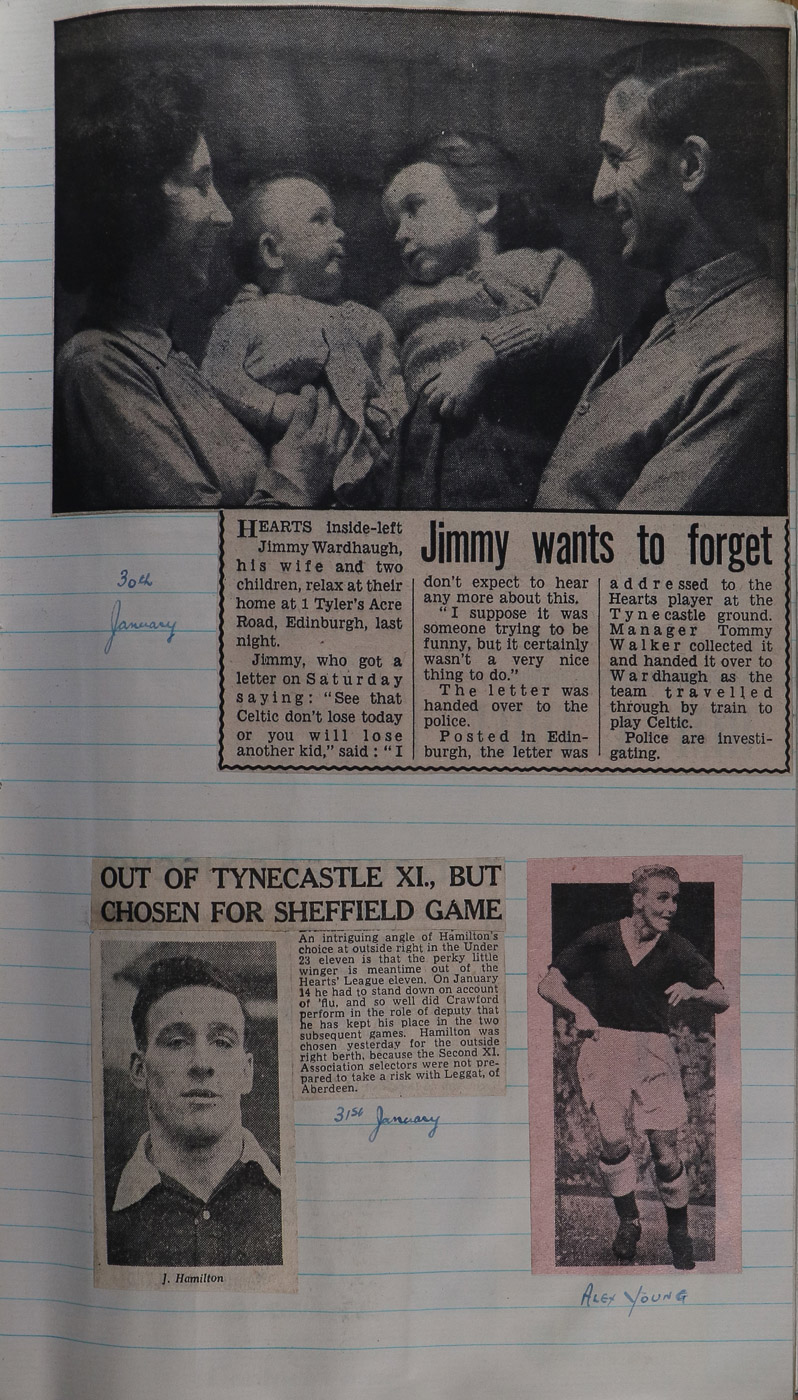 30th
January
Jimmy wants to forget
HEARTS inside-left
Jimmy Wardhaugh,
his wife and two
children, relax at their
home at 1 Tyler's Acre
Road, Edinburgh, last
night.
Jimmy, who got a
letter on Saturday
saying: "See that
Celtic don't lose today
or you will lose
another kid," said: "I
don't expect to hear
any more about this.
"I suppose it was
someone trying to be
funny, but it certainly
wasn't a very nice
thing to do."
The letter was
handed over to the
police.
Posted in Edin-
burgh, the letter was
addressed to the
Hearts player at the
Tynecastle ground.
Manager Tommy
Walker collected it
and handed it over to
Wardhaugh as the
team travelled
through by train to
play Celtic.
Police are investi-
gating.
OUT OF TYNECASTLE XI., BUT
CHOSEN FOR SHEFFIELD GAME
An intriguing angle of Hamilton's
choice at outside right in the Under
23 eleven is that the perky little
winger is meantime out of the
Hearts' League eleven. On January
14 he had to stand down on account
of 'flu, and so well did Crawford
perform in the role of deputy that
he has kept his place in the two
subsequent games. Hamilton was
chosen yesterday for the outside
right berth, because the Second XI.
Association selectors were not pre-
pared to take a risk with Leggat, of
Aberdeen.
31st January
J. Hamilton
ALEX YOUNG